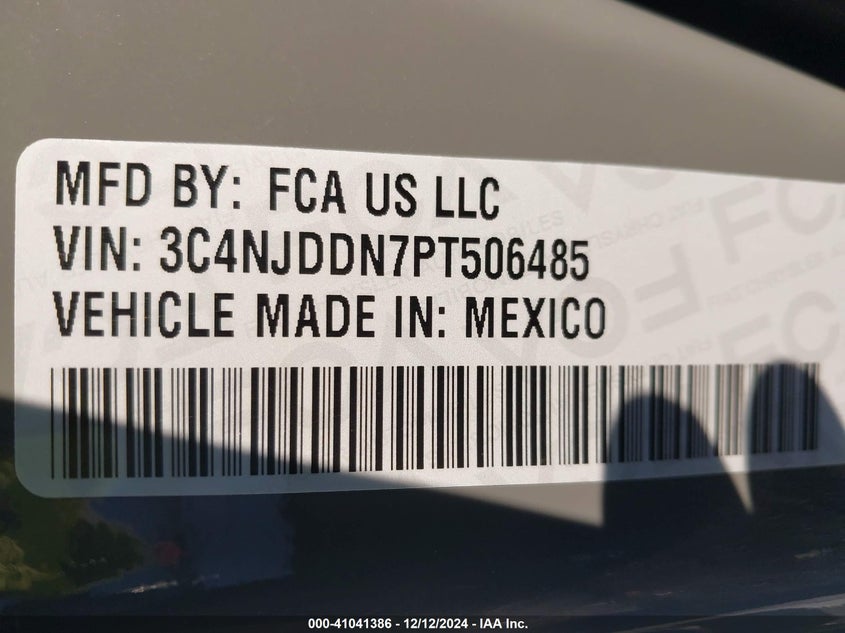 MFD BY: FCA US LLC
VIN: 3C4NJDDN7PT506485
VEHICLE MADE IN: MEXICO
000-41041386 - 12/12/2024 - IAA Inc.